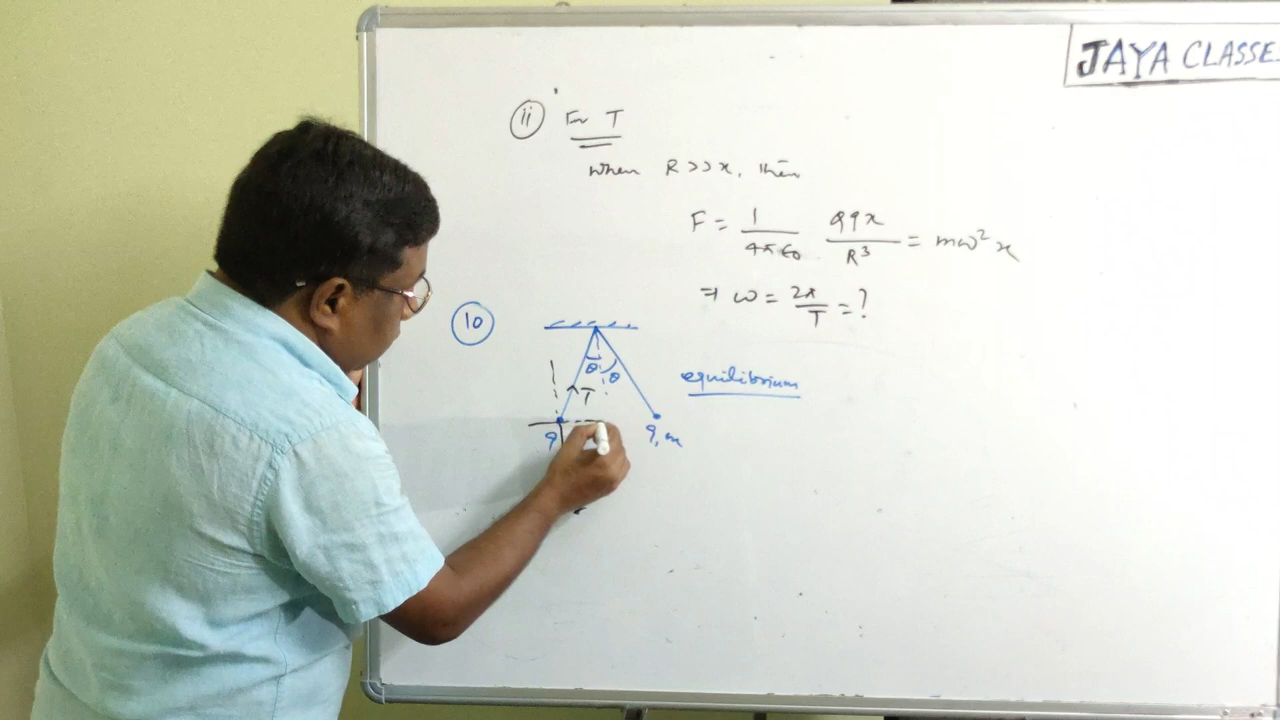 JAYA CLASSE
ii For T
When R >> x, then
F = 1/4πε₀ Qqx/R³ = mω²x
⇒ ω = 2π/T = ?
10
θ θ
T
equilibrium
q q, m